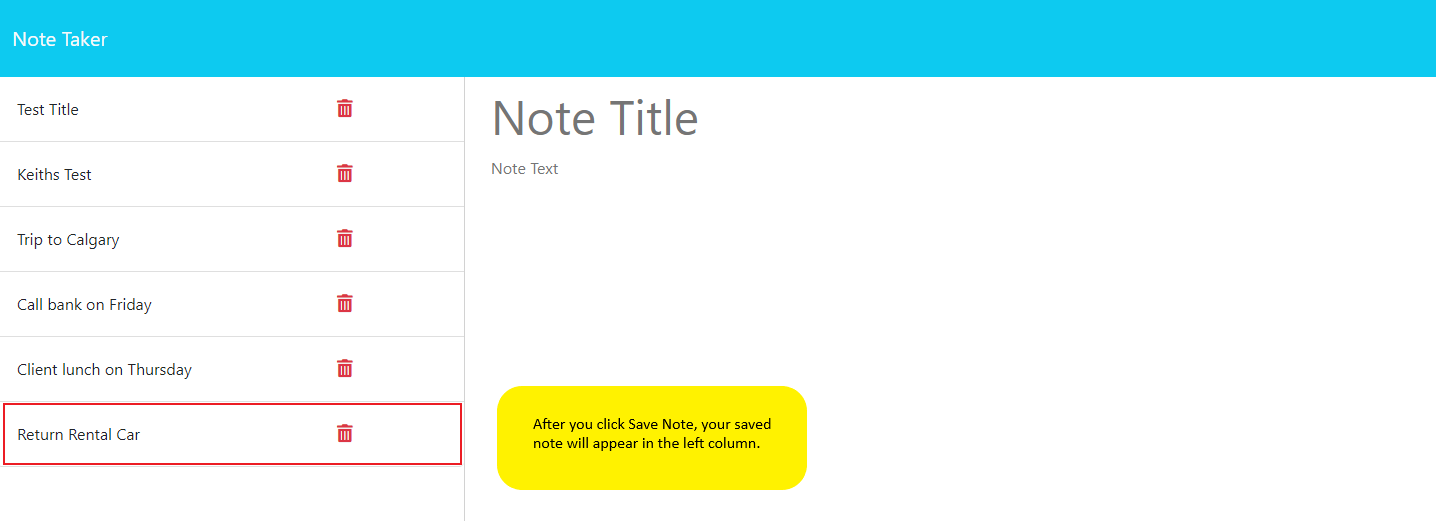 Note Taker
Test Title
Keiths Test
Trip to Calgary
Call bank on Friday
Client lunch on Thursday
Return Rental Car
Note Title
Note Text
After you click Save Note, your saved
note will appear in the left column.